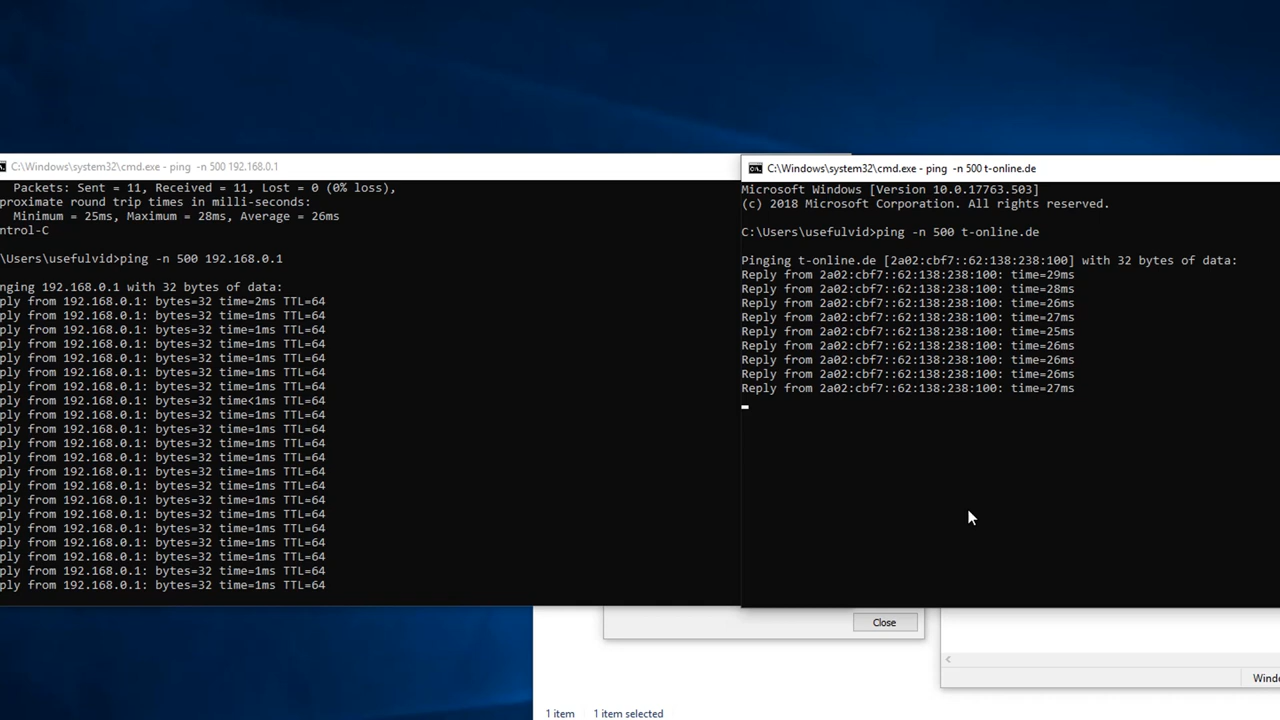 C:\Windows\system32\cmd.exe - ping -n 500 192.168.0.1
Packets: Sent = 11, Received = 11, Lost = 0 (0% loss),
proximate round trip times in milli-seconds:
Minimum = 25ms, Maximum = 28ms, Average = 26ms
ntrol-C
\Users\usefulvid>ping -n 500 192.168.0.1
nging 192.168.0.1 with 32 bytes of data:
ply from 192.168.0.1: bytes=32 time=2ms TTL=64
ply from 192.168.0.1: bytes=32 time=1ms TTL=64
ply from 192.168.0.1: bytes=32 time=1ms TTL=64
ply from 192.168.0.1: bytes=32 time=1ms TTL=64
ply from 192.168.0.1: bytes=32 time=1ms TTL=64
ply from 192.168.0.1: bytes=32 time=1ms TTL=64
ply from 192.168.0.1: bytes=32 time=1ms TTL=64
ply from 192.168.0.1: bytes=32 time<1ms TTL=64
ply from 192.168.0.1: bytes=32 time=1ms TTL=64
ply from 192.168.0.1: bytes=32 time=1ms TTL=64
ply from 192.168.0.1: bytes=32 time=1ms TTL=64
ply from 192.168.0.1: bytes=32 time=1ms TTL=64
ply from 192.168.0.1: bytes=32 time=1ms TTL=64
ply from 192.168.0.1: bytes=32 time=1ms TTL=64
ply from 192.168.0.1: bytes=32 time=1ms TTL=64
ply from 192.168.0.1: bytes=32 time=1ms TTL=64
ply from 192.168.0.1: bytes=32 time=1ms TTL=64
ply from 192.168.0.1: bytes=32 time=1ms TTL=64
ply from 192.168.0.1: bytes=32 time=1ms TTL=64
ply from 192.168.0.1: bytes=32 time=1ms TTL=64
ply from 192.168.0.1: bytes=32 time=1ms TTL=64
C:\Windows\system32\cmd.exe - ping -n 500 t-online.de
Microsoft Windows [Version 10.0.17763.503]
(c) 2018 Microsoft Corporation. All rights reserved.
C:\Users\usefulvid>ping -n 500 t-online.de
Pinging t-online.de [2a02:cbf7::62:138:238:100] with 32 bytes of data:
Reply from 2a02:cbf7::62:138:238:100: time=29ms
Reply from 2a02:cbf7::62:138:238:100: time=28ms
Reply from 2a02:cbf7::62:138:238:100: time=26ms
Reply from 2a02:cbf7::62:138:238:100: time=27ms
Reply from 2a02:cbf7::62:138:238:100: time=25ms
Reply from 2a02:cbf7::62:138:238:100: time=26ms
Reply from 2a02:cbf7::62:138:238:100: time=26ms
Reply from 2a02:cbf7::62:138:238:100: time=26ms
Reply from 2a02:cbf7::62:138:238:100: time=27ms
Close
Windo
1 item 1 item selected